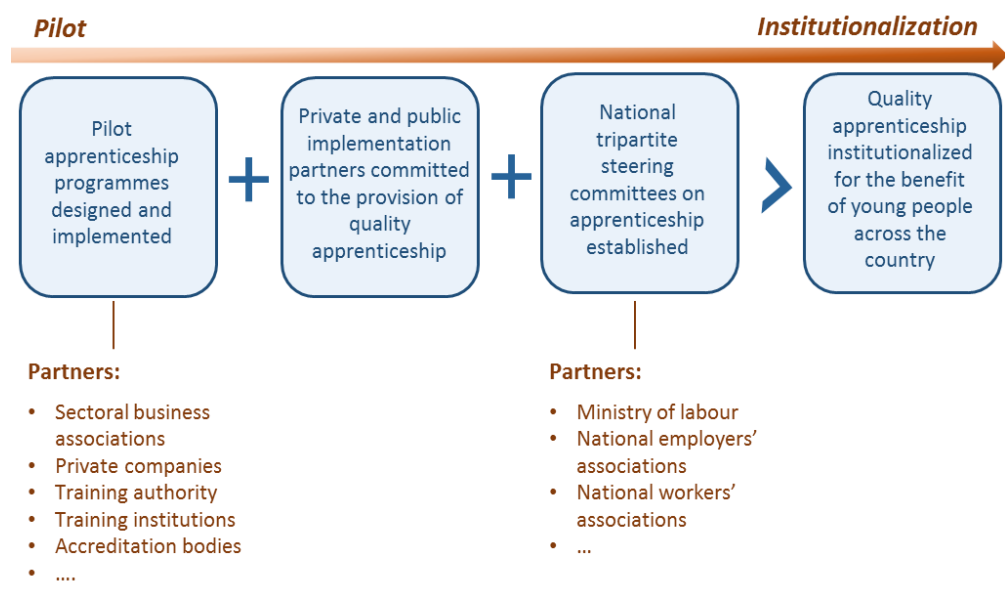 Pilot
Institutionalization
Pilot
apprenticeship
programmes
designed and
implemented
+
Private and public
implementation
partners committed
to the provision of
quality
apprenticeship
+
National
tripartite
steering
committees on
apprenticeship
established
Quality
apprenticeship
institutionalized
for the benefit
of young people
across the
country
Partners:
• Sectoral business
associations
• Private companies
• Training authority
• Training institutions
• Accreditation bodies
• ....
Partners:
• Ministry of labour
• National employers’
associations
• National workers’
associations
• ...